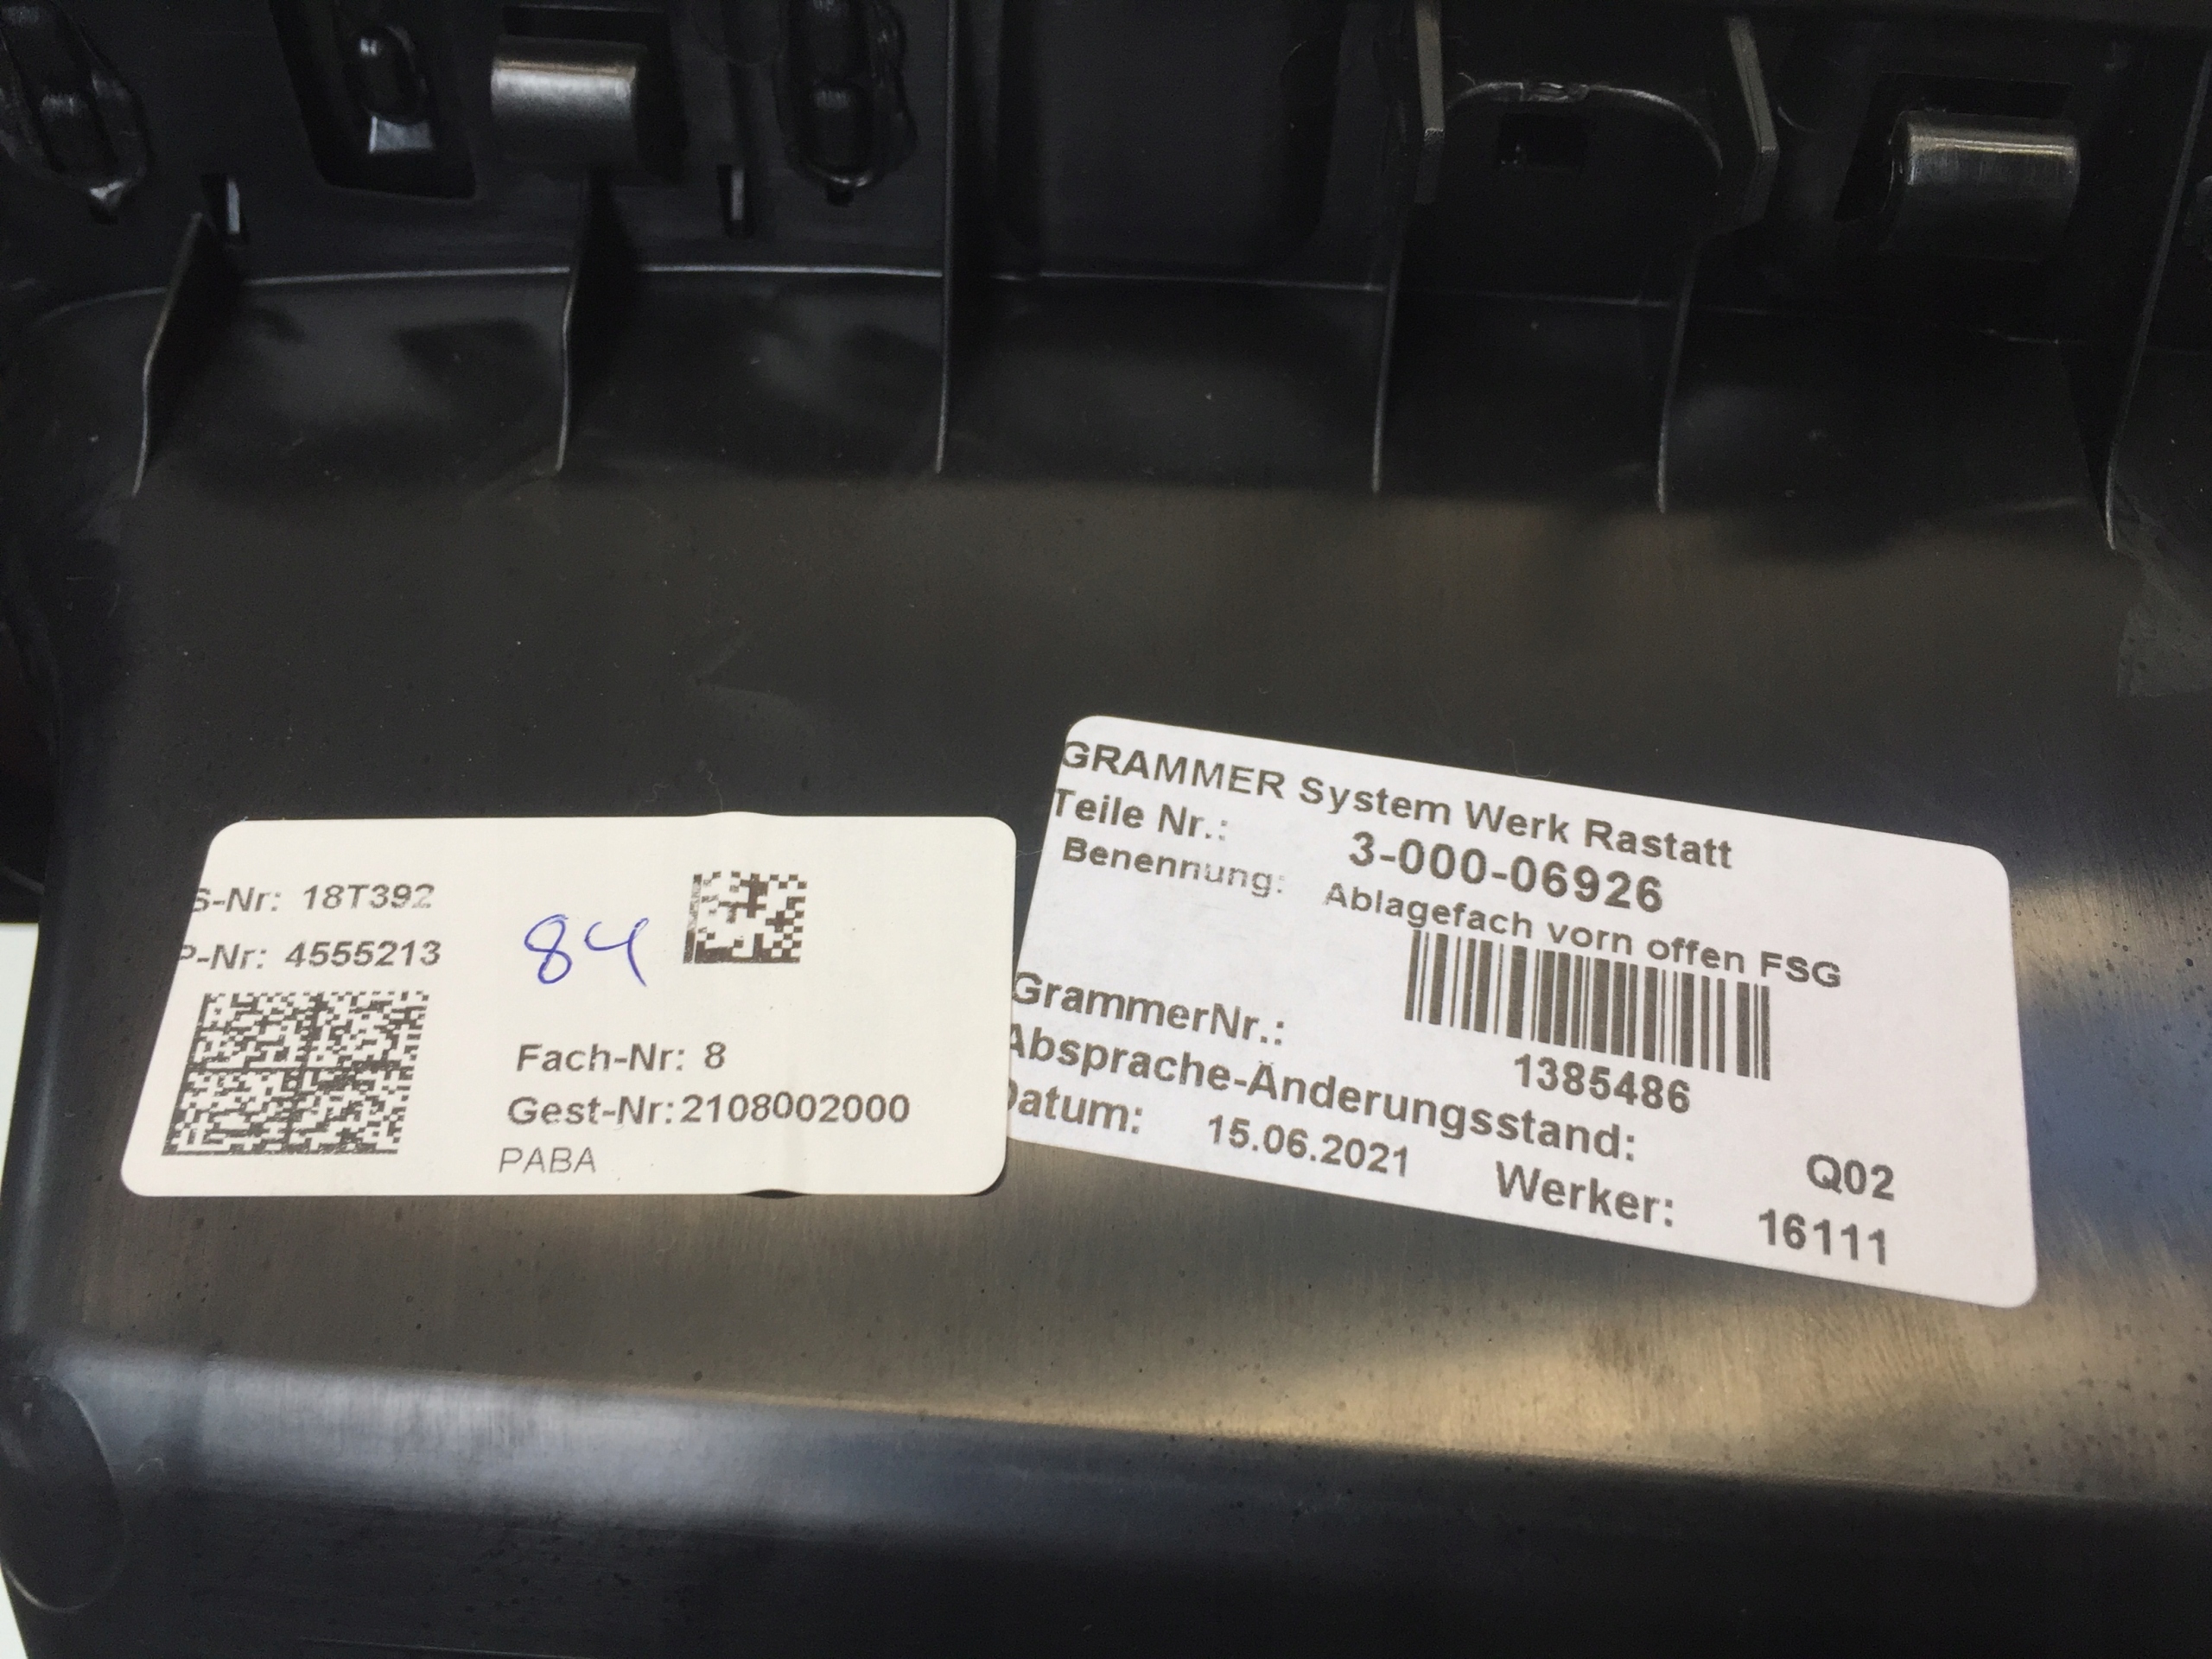 S-Nr: 18T392
P-Nr: 4555213
84
Fach-Nr: 8
Gest-Nr:2108002000
PABA
GRAMMER System Werk Rastatt
Teile Nr.: 3-000-06926
Benennung: Ablagefach vorn offen FSG
GrammerNr.: 1385486
Absprache-Änderungsstand: Q02
Datum: 15.06.2021 Werker: 16111